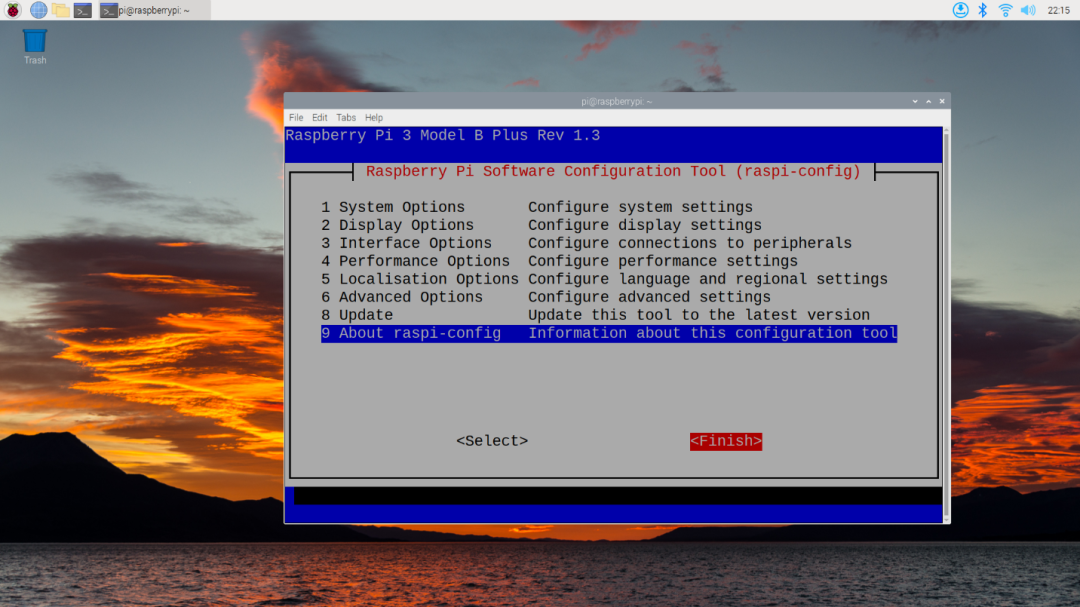 pi@raspberrypi: ~
22:15
Trash
pi@raspberrypi: ~
File Edit Tabs Help
Raspberry Pi 3 Model B Plus Rev 1.3
Raspberry Pi Software Configuration Tool (raspi-config)
1 System Options Configure system settings
2 Display Options Configure display settings
3 Interface Options Configure connections to peripherals
4 Performance Options Configure performance settings
5 Localisation Options Configure language and regional settings
6 Advanced Options Configure advanced settings
8 Update Update this tool to the latest version
9 About raspi-config Information about this configuration tool
<Select> <Finish>